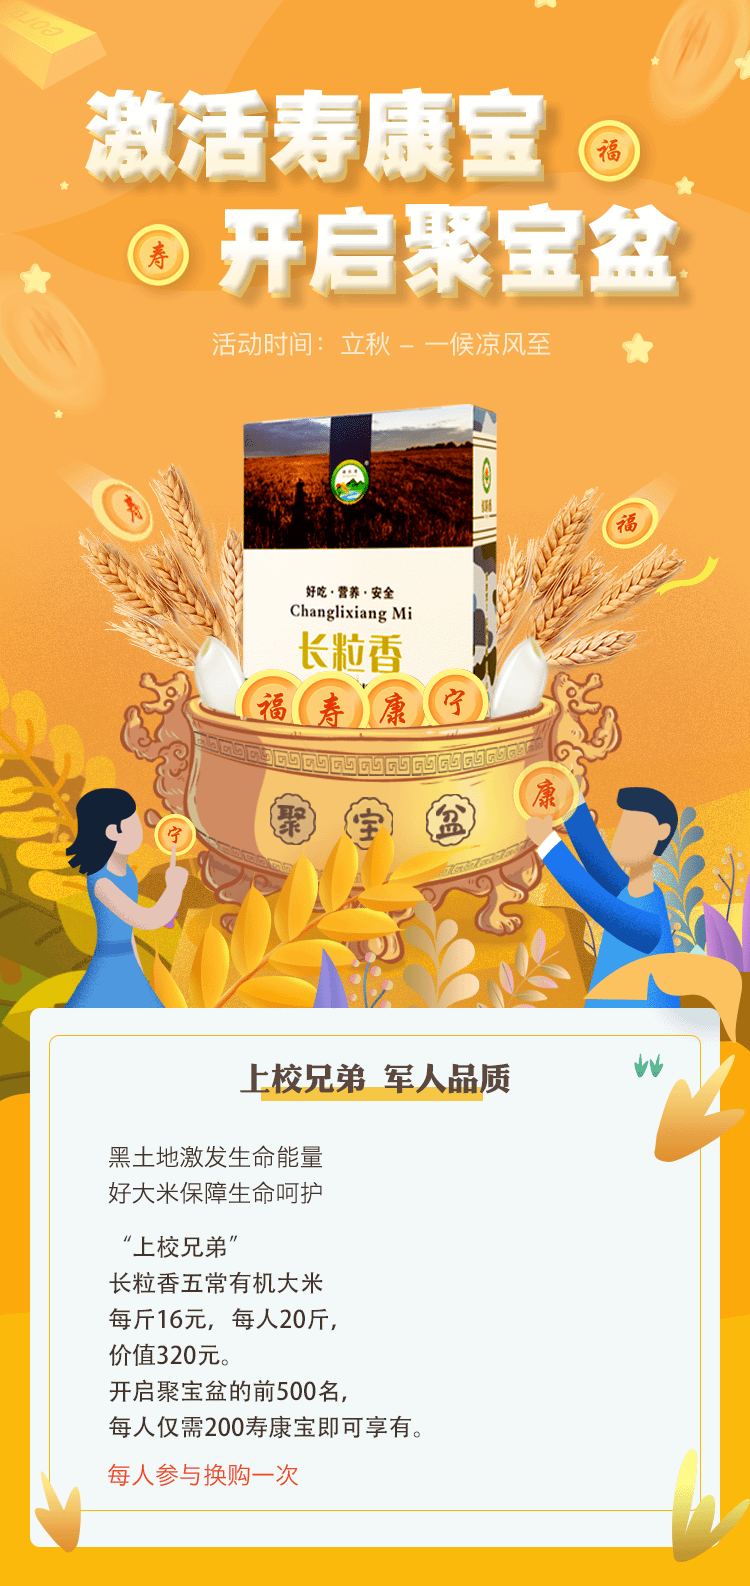 激活寿康宝
福
寿
开启聚宝盆
活动时间：立秋 – 一候凉风至
寿
福
好吃·营养·安全
Changlixiang Mi
长粒香
福 寿 康 宁
康
聚 宝 盆
宁
上校兄弟 军人品质
黑土地激发生命能量
好大米保障生命呵护
“上校兄弟”
长粒香五常有机大米
每斤16元，每人20斤，
价值320元。
开启聚宝盆的前500名，
每人仅需200寿康宝即可享有。
每人参与换购一次